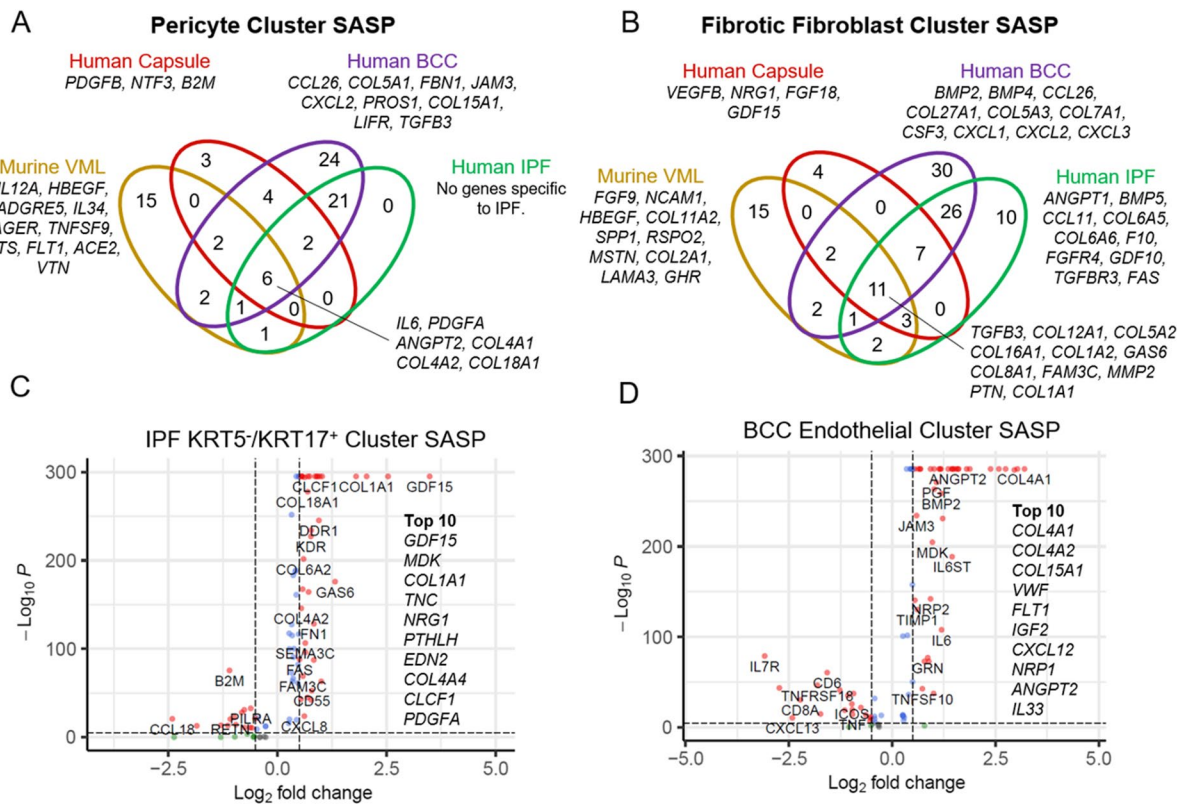 A
Pericyte Cluster SASP
Human Capsule
PDGFB, NTF3, B2M
Human BCC
CCL26, COL5A1, FBN1, JAM3,
CXCL2, PROS1, COL15A1,
LIFR, TGFB3
Murine VML
IL12A, HBEGF,
ADGRE5, IL34,
AGER, TNFSF9,
TS, FLT1, ACE2,
VTN
Human IPF
No genes specific
to IPF.
3
24
15
0
4
21
0
2
2
6
2
1
0
0
1
IL6, PDGFA
ANGPT2, COL4A1
COL4A2, COL18A1
B
Fibrotic Fibroblast Cluster SASP
Human Capsule
VEGFB, NRG1, FGF18,
GDF15
Human BCC
BMP2, BMP4, CCL26,
COL27A1, COL5A3, COL7A1,
CSF3, CXCL1, CXCL2, CXCL3
Murine VML
FGF9, NCAM1,
HBEGF, COL11A2,
SPP1, RSPO2,
MSTN, COL2A1,
LAMA3, GHR
Human IPF
ANGPT1, BMP5,
CCL11, COL6A5,
COL6A6, F10,
FGFR4, GDF10,
TGFBR3, FAS
4
30
15
0
26
10
2
7
11
2
1
3
0
2
TGFB3, COL12A1, COL5A2
COL16A1, COL1A2, GAS6
COL8A1, FAM3C, MMP2
PTN, COL1A1
C
IPF KRT5-/KRT17+ Cluster SASP
− Log10 P
300
200
100
0
CLCF1
COL1A1
GDF15
COL18A1
DDR1
KDR
COL6A2
GAS6
COL4A2
FN1
SEMA3C
FAS
FAM3C
CD55
CXCL8
B2M
PILRA
CCL18
RETN
Top 10
GDF15
MDK
COL1A1
TNC
NRG1
PTHLH
EDN2
COL4A4
CLCF1
PDGFA
−2.5
0.0
2.5
5.0
Log2 fold change
D
BCC Endothelial Cluster SASP
− Log10 P
300
200
100
0
ANGPT2
COL4A1
PGF
BMP2
JAM3
MDK
IL6ST
NRP2
TIMP1
IL6
GRN
TNFSF10
IL7R
CD6
TNFRSF18
CD8A
ICOS
TNF
CXCL13
Top 10
COL4A1
COL4A2
COL15A1
VWF
FLT1
IGF2
CXCL12
NRP1
ANGPT2
IL33
−5.0
−2.5
0.0
2.5
5.0
Log2 fold change